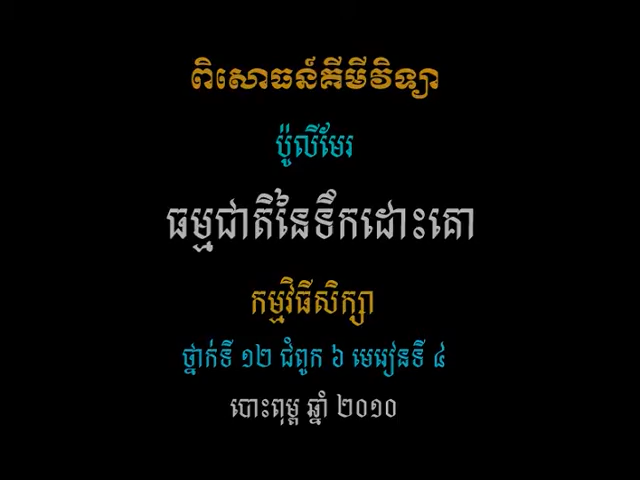 ពិសោធន៍គីមីវិទ្យា
ប៉ូលីមែរ
ធម្មជាតិនៃទឹកដោះគោ
កម្មវិធីសិក្សា
ថ្នាក់ទី ១២ ជំពូក ៦ មេរៀនទី ៤
បោះពុម្ព ឆ្នាំ ២០១០